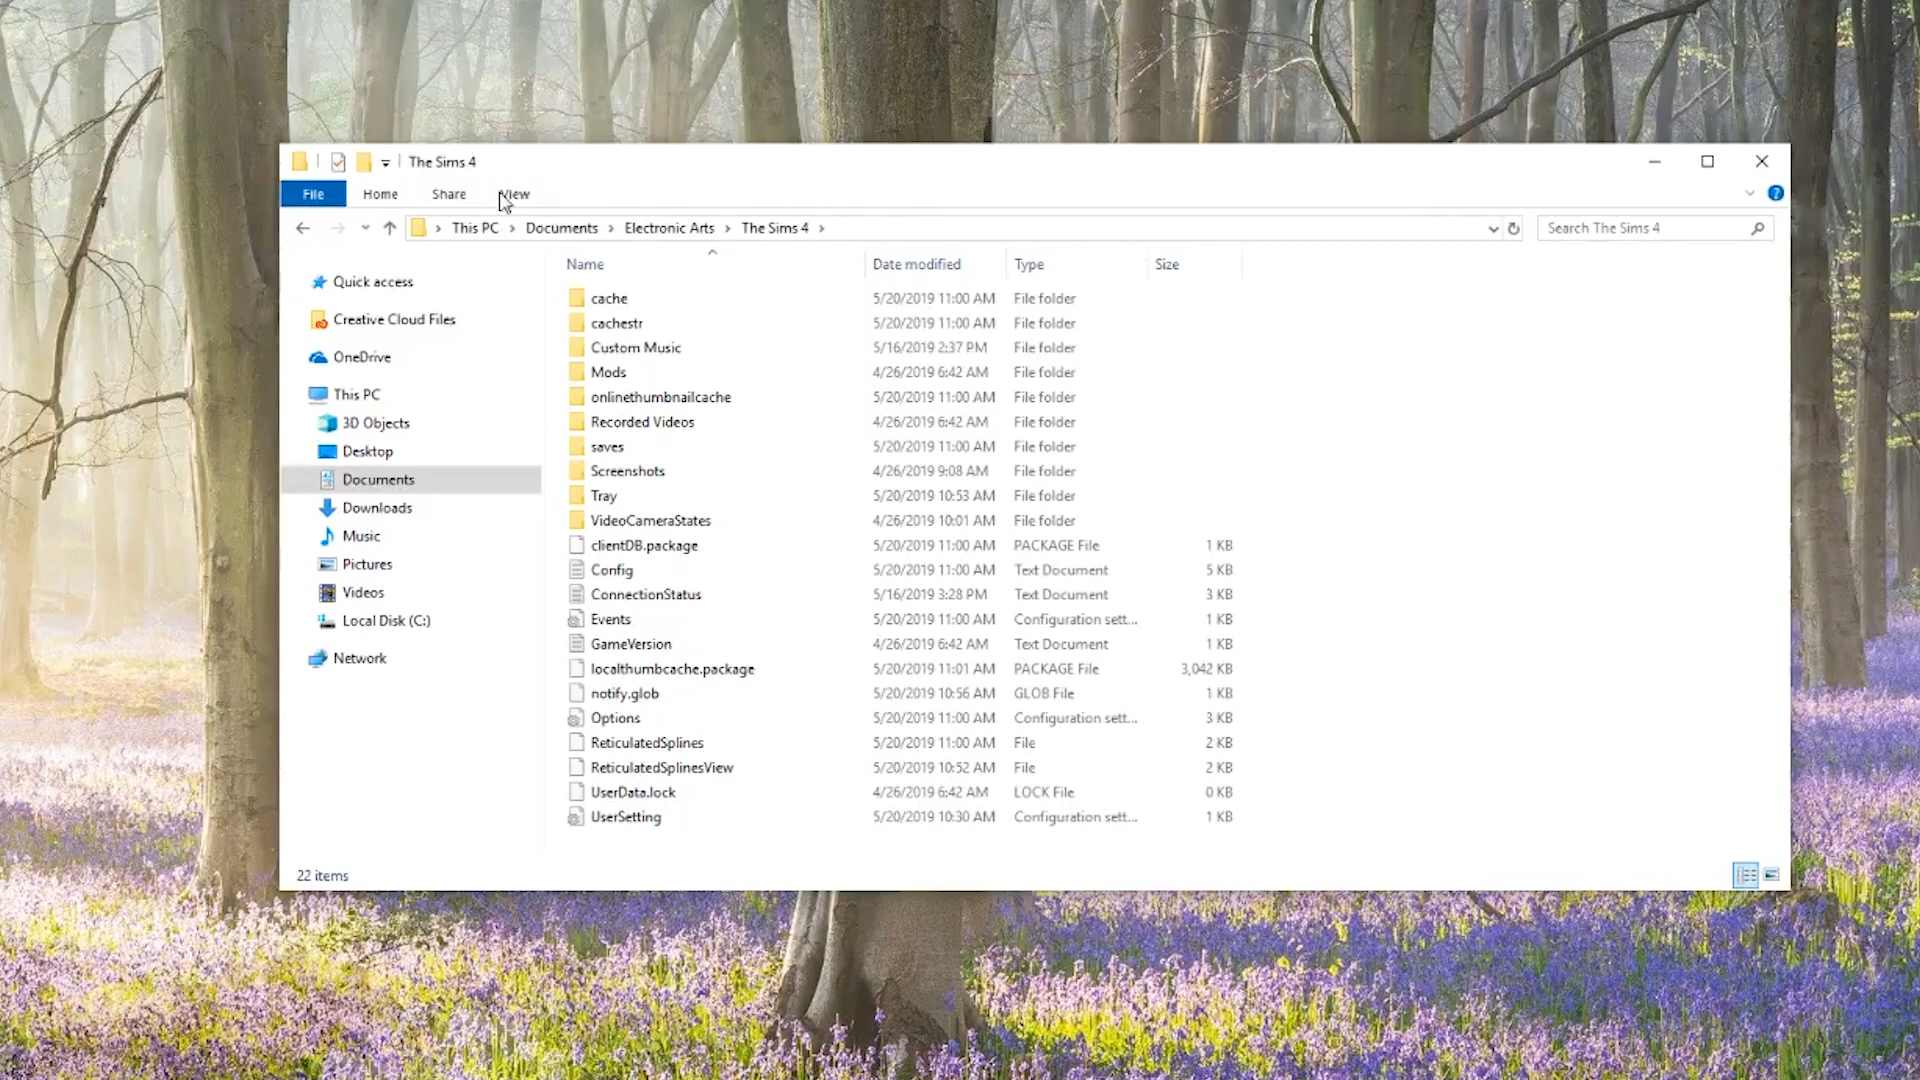 The Sims 4
File Home Share View
This PC Documents Electronic Arts The Sims 4
Search The Sims 4
Name Date modified Type Size
Quick access
Creative Cloud Files
OneDrive
This PC
3D Objects
Desktop
Documents
Downloads
Music
Pictures
Videos
Local Disk (C:)
Network
cache 5/20/2019 11:00 AM File folder
cachestr 5/20/2019 11:00 AM File folder
Custom Music 5/16/2019 2:37 PM File folder
Mods 4/26/2019 6:42 AM File folder
onlinethumbnailcache 5/20/2019 11:00 AM File folder
Recorded Videos 4/26/2019 6:42 AM File folder
saves 5/20/2019 11:00 AM File folder
Screenshots 4/26/2019 9:08 AM File folder
Tray 5/20/2019 10:53 AM File folder
VideoCameraStates 4/26/2019 10:01 AM File folder
clientDB.package 5/20/2019 11:00 AM PACKAGE File 1 KB
Config 5/20/2019 11:00 AM Text Document 5 KB
ConnectionStatus 5/16/2019 3:28 PM Text Document 3 KB
Events 5/20/2019 11:00 AM Configuration sett... 1 KB
GameVersion 4/26/2019 6:42 AM Text Document 1 KB
localthumbcache.package 5/20/2019 11:01 AM PACKAGE File 3,042 KB
notify.glob 5/20/2019 10:56 AM GLOB File 1 KB
Options 5/20/2019 11:00 AM Configuration sett... 3 KB
ReticulatedSplines 5/20/2019 11:00 AM File 2 KB
ReticulatedSplinesView 5/20/2019 10:52 AM File 2 KB
UserData.lock 4/26/2019 6:42 AM LOCK File 0 KB
UserSetting 5/20/2019 10:30 AM Configuration sett... 1 KB
22 items